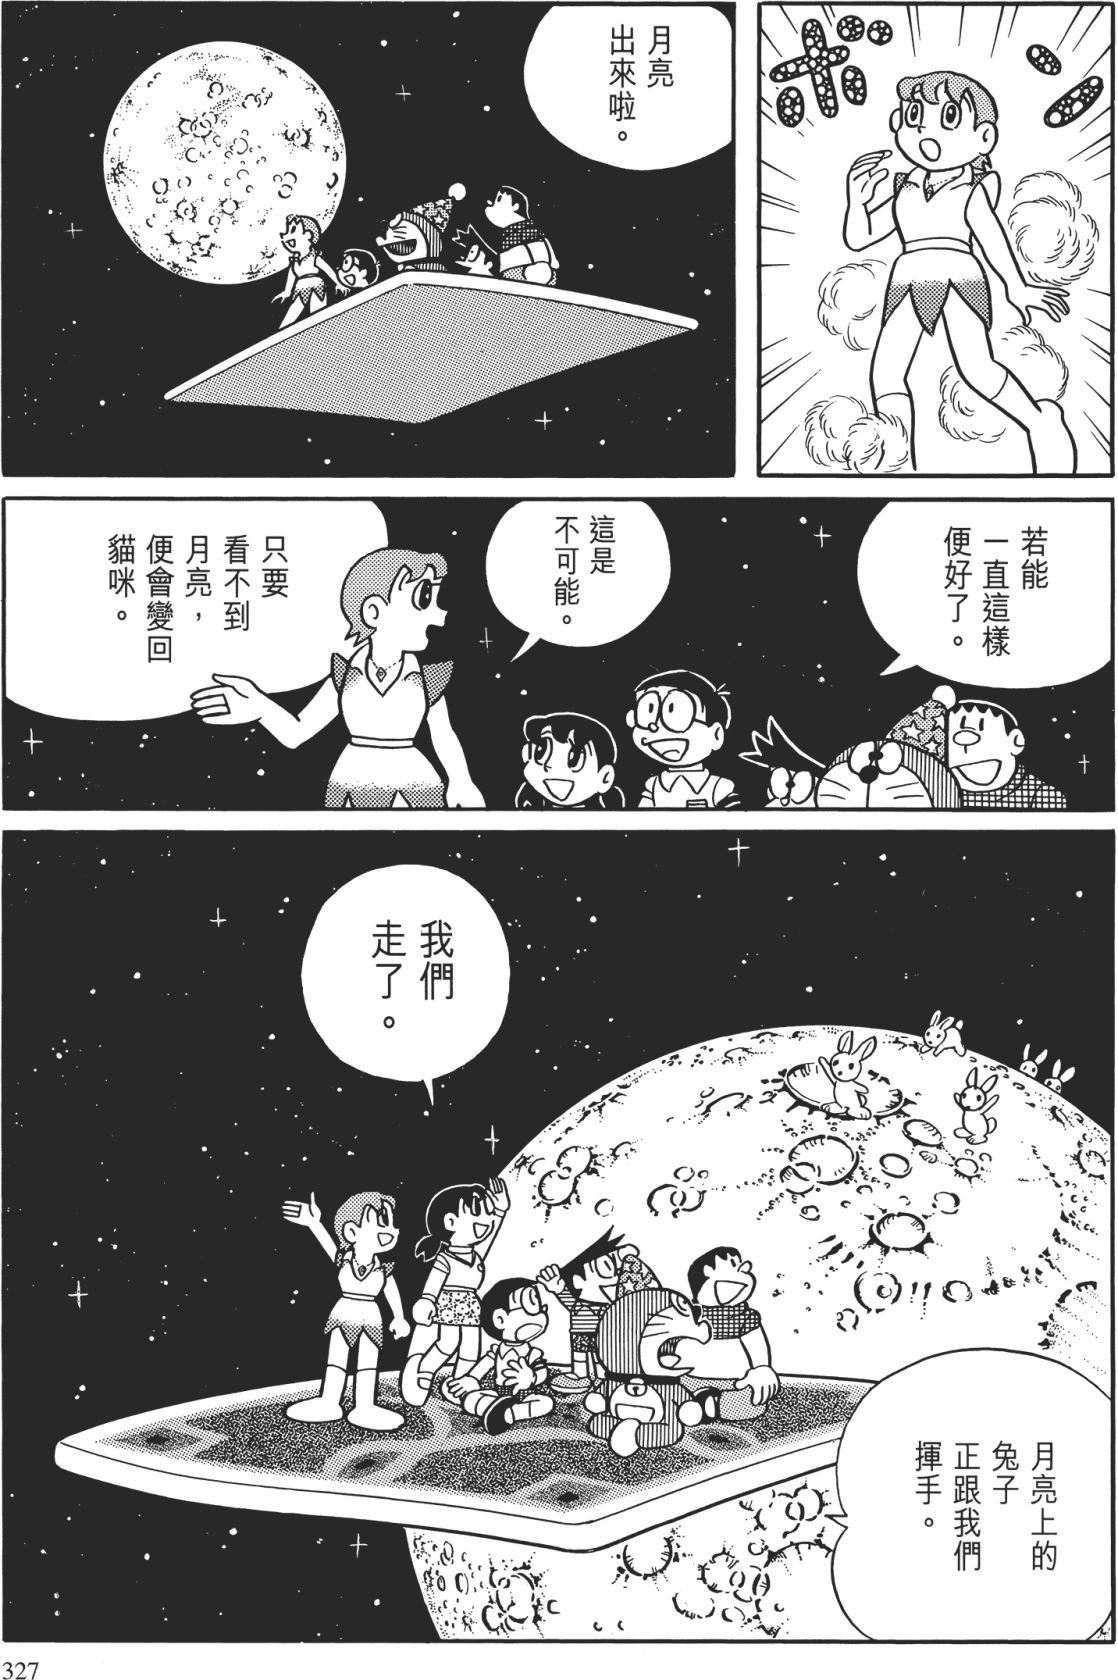 ボ
月亮
出來啦。
若能
一直這樣
便好了。
這是
不可能。
只要
看不到
月亮，
便會變回
貓咪。
我們
走了。
月亮上的
兔子
正跟我們
揮手。
327